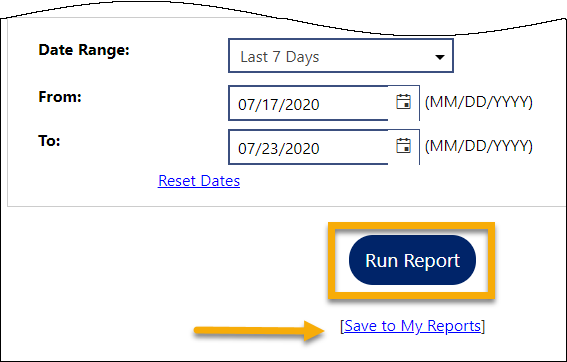 Date Range: Last 7 Days
From: 07/17/2020 (MM/DD/YYYY)
To: 07/23/2020 (MM/DD/YYYY)
Reset Dates
Run Report
[Save to My Reports]